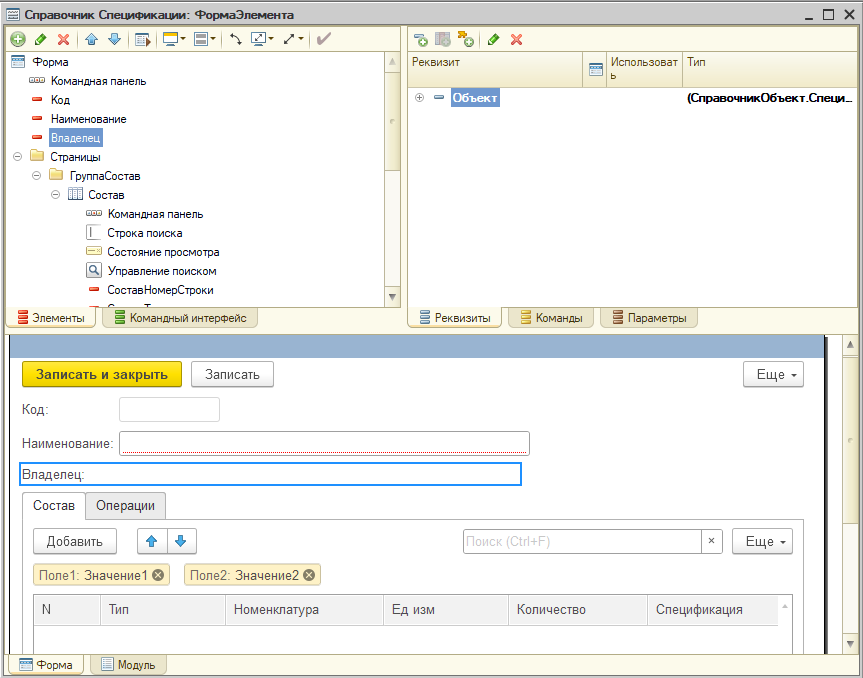 Справочник Спецификации: ФормаЭлемента
Форма
Командная панель
Код
Наименование
Владелец
Страницы
ГруппаСостав
Состав
Командная панель
Строка поиска
Состояние просмотра
Управление поиском
СоставНомерСтроки
Элементы Командный интерфейс
Реквизит Использоват
ь Тип
Объект (СправочникОбъект.Специ...
Реквизиты Команды Параметры
Записать и закрыть Записать Еще
Код:
Наименование:
Владелец:
Состав Операции
Добавить Поиск (Ctrl+F) × Еще
Поле1: Значение1 Поле2: Значение2
N Тип Номенклатура Ед изм Количество Спецификация
Форма Модуль